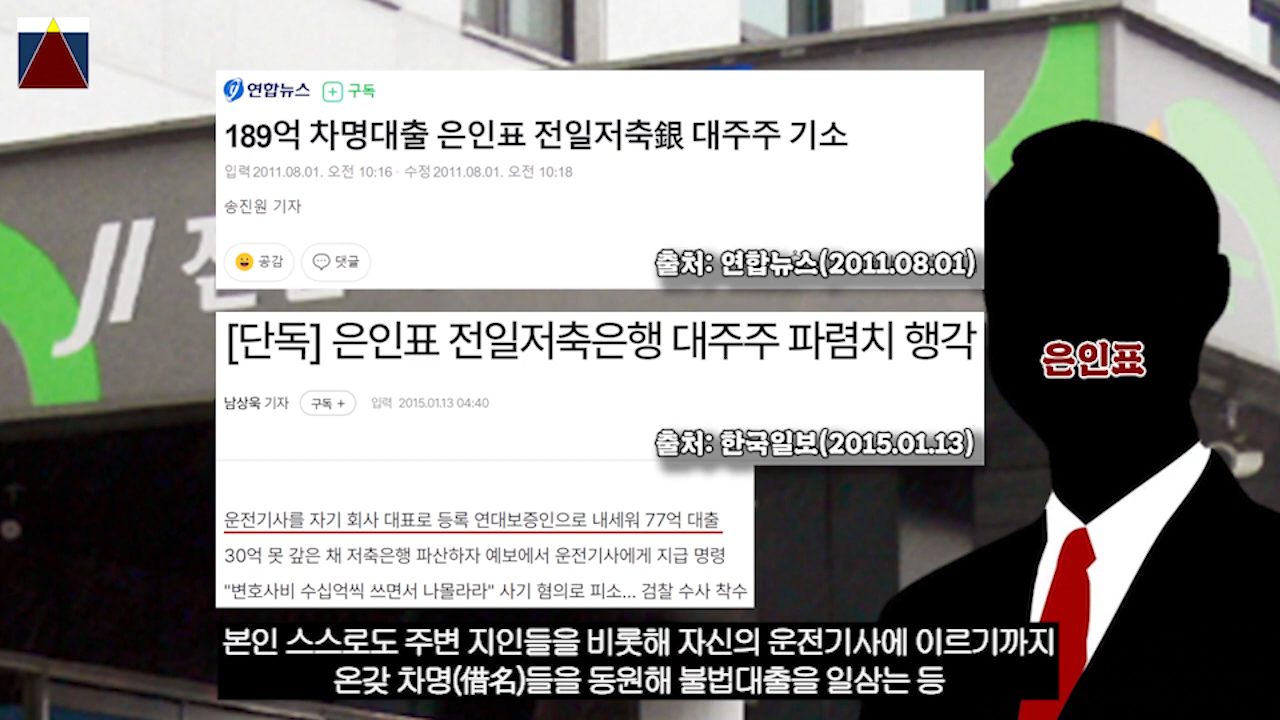 연합뉴스 구독
189억 차명대출 은인표 전일저축銀 대주주 기소
입력 2011.08.01. 오전 10:16 · 수정 2011.08.01. 오전 10:18
송진원 기자
공감 댓글
출처: 연합뉴스(2011.08.01)
[단독] 은인표 전일저축은행 대주주 파렴치 행각
남상욱 기자 구독 + 입력 2015.01.13 04:40
출처: 한국일보(2015.01.13)
은인표
운전기사를 자기 회사 대표로 등록 연대보증인으로 내세워 77억 대출
30억 못 갚은 채 저축은행 파산하자 예보에서 운전기사에게 지급 명령
"변호사비 수십억씩 쓰면서 나몰라라" 사기 혐의로 피소... 검찰 수사 착수
본인 스스로도 주변 지인들을 비롯해 자신의 운전기사에 이르기까지
온갖 차명(借名)들을 동원해 불법대출을 일삼는 등